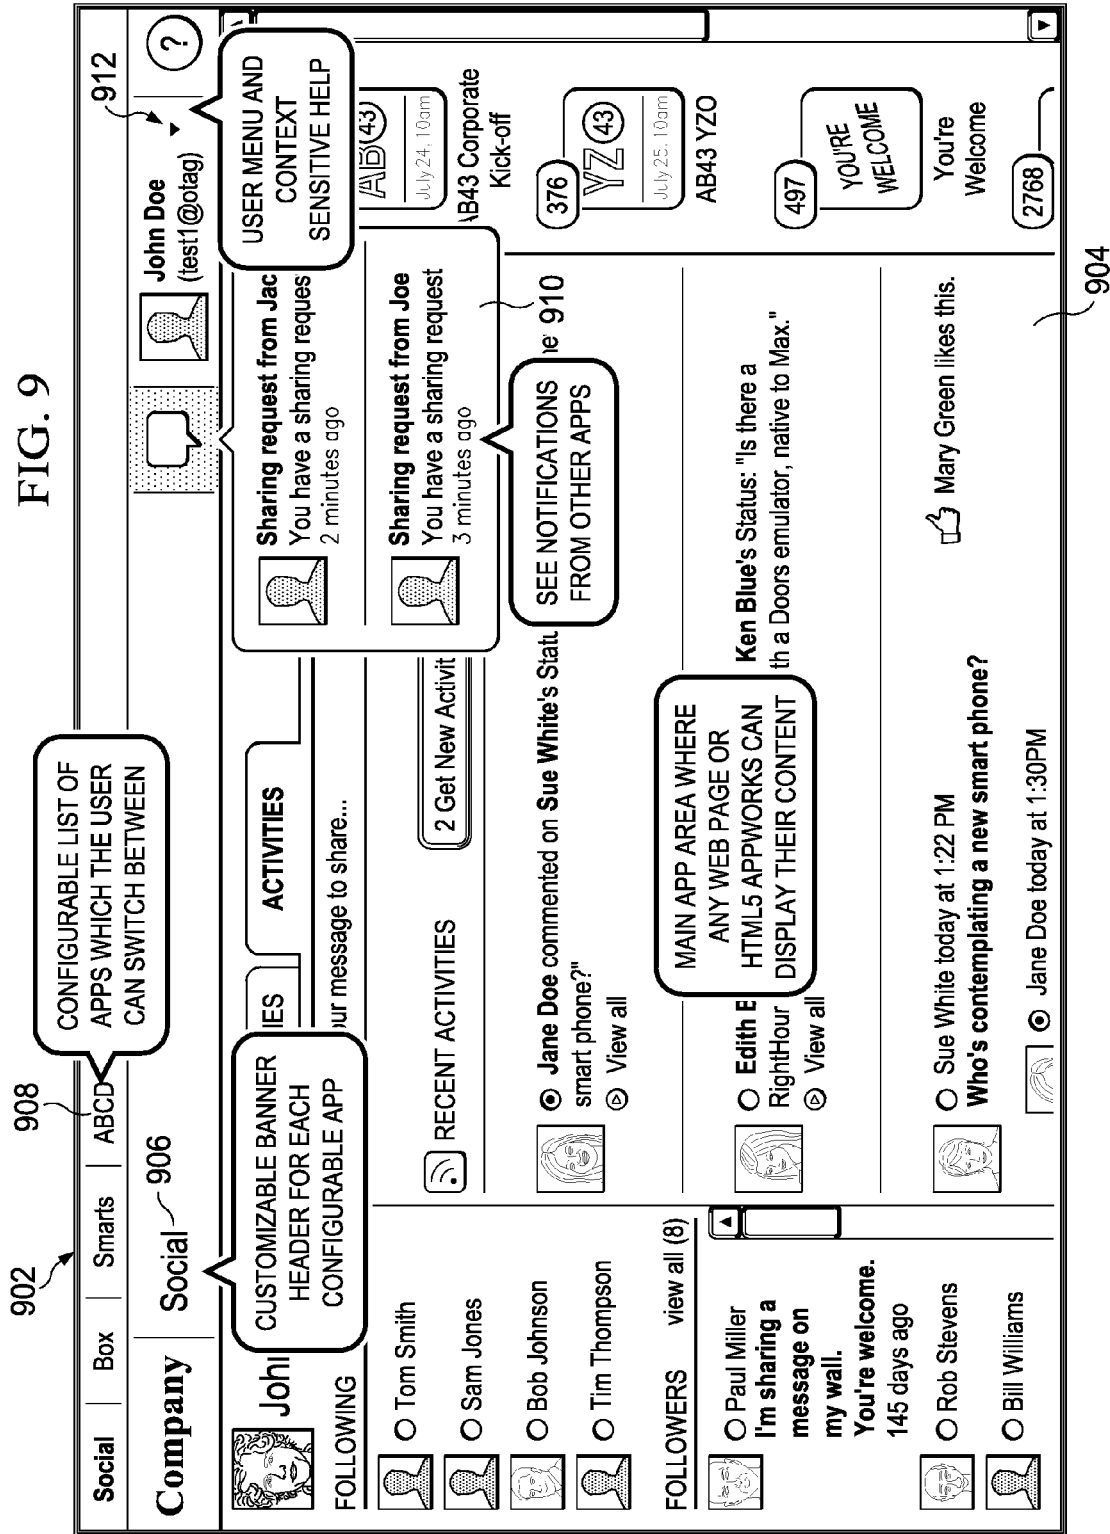 FIG. 9
902
908
912
Social
Box
Smarts
ABCD
CONFIGURABLE LIST OF
APPS WHICH THE USER
CAN SWITCH BETWEEN
Company
Social
906
John Doe
(test1@otag)
?
CUSTOMIZABLE BANNER
HEADER FOR EACH
CONFIGURABLE APP
USER MENU AND
CONTEXT
SENSITIVE HELP
Johi
FOLLOWING
Tom Smith
Sam Jones
Bob Johnson
Tim Thompson
FOLLOWERS
view all (8)
Paul Miller
I'm sharing a
message on
my wall.
You're welcome.
145 days ago
Rob Stevens
Bill Williams
IES
ACTIVITIES
our message to share...
RECENT ACTIVITIES
2 Get New Activit
Jane Doe commented on Sue White's Statu
smart phone?"
View all
Edith E
RightHour
View all
Ken Blue's Status: "Is there a
th a Doors emulator, native to Max."
MAIN APP AREA WHERE
ANY WEB PAGE OR
HTML5 APPWORKS CAN
DISPLAY THEIR CONTENT
Sue White today at 1:22 PM
Who's contemplating a new smart phone?
Mary Green likes this.
Jane Doe today at 1:30PM
Sharing request from Jac
You have a sharing reques
2 minutes ago
Sharing request from Joe
You have a sharing request
3 minutes ago
SEE NOTIFICATIONS
FROM OTHER APPS
910
AB 43
July 24, 10am
AB43 Corporate
Kick-off
376
YZ 43
July 25, 10am
AB43 YZO
497
YOU'RE
WELCOME
You're
Welcome
2768
904